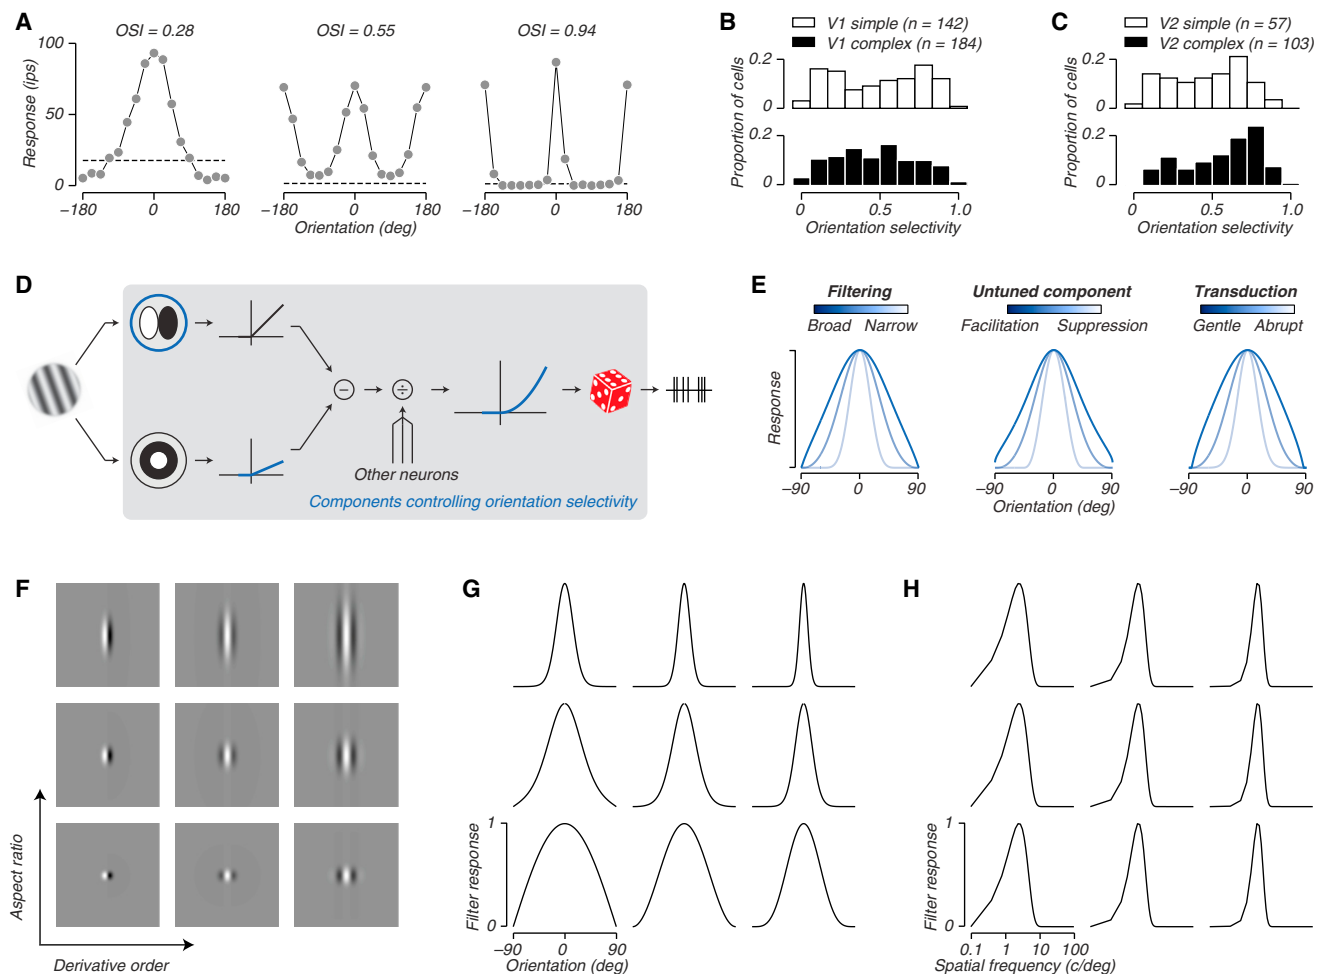 A
OSI = 0.28
OSI = 0.55
OSI = 0.94
Response (ips)
100
50
0
−180 0 180
−180 0 180
−180 0 180
Orientation (deg)
B
V1 simple (n = 142)
V1 complex (n = 184)
Proportion of cells
0.2
0
0.2
0
0 0.5 1.0
Orientation selectivity
C
V2 simple (n = 57)
V2 complex (n = 103)
Proportion of cells
0.2
0
0.2
0
0 0.5 1.0
Orientation selectivity
D
−
÷
Other neurons
Components controlling orientation selectivity
E
Filtering
Broad Narrow
Untuned component
Facilitation Suppression
Transduction
Gentle Abrupt
Response
−90 0 90
−90 0 90
−90 0 90
Orientation (deg)
F
Aspect ratio
Derivative order
G
Filter response
1
0
−90 0 90
Orientation (deg)
H
Filter response
1
0
0.1 1 10 100
Spatial frequency (c/deg)